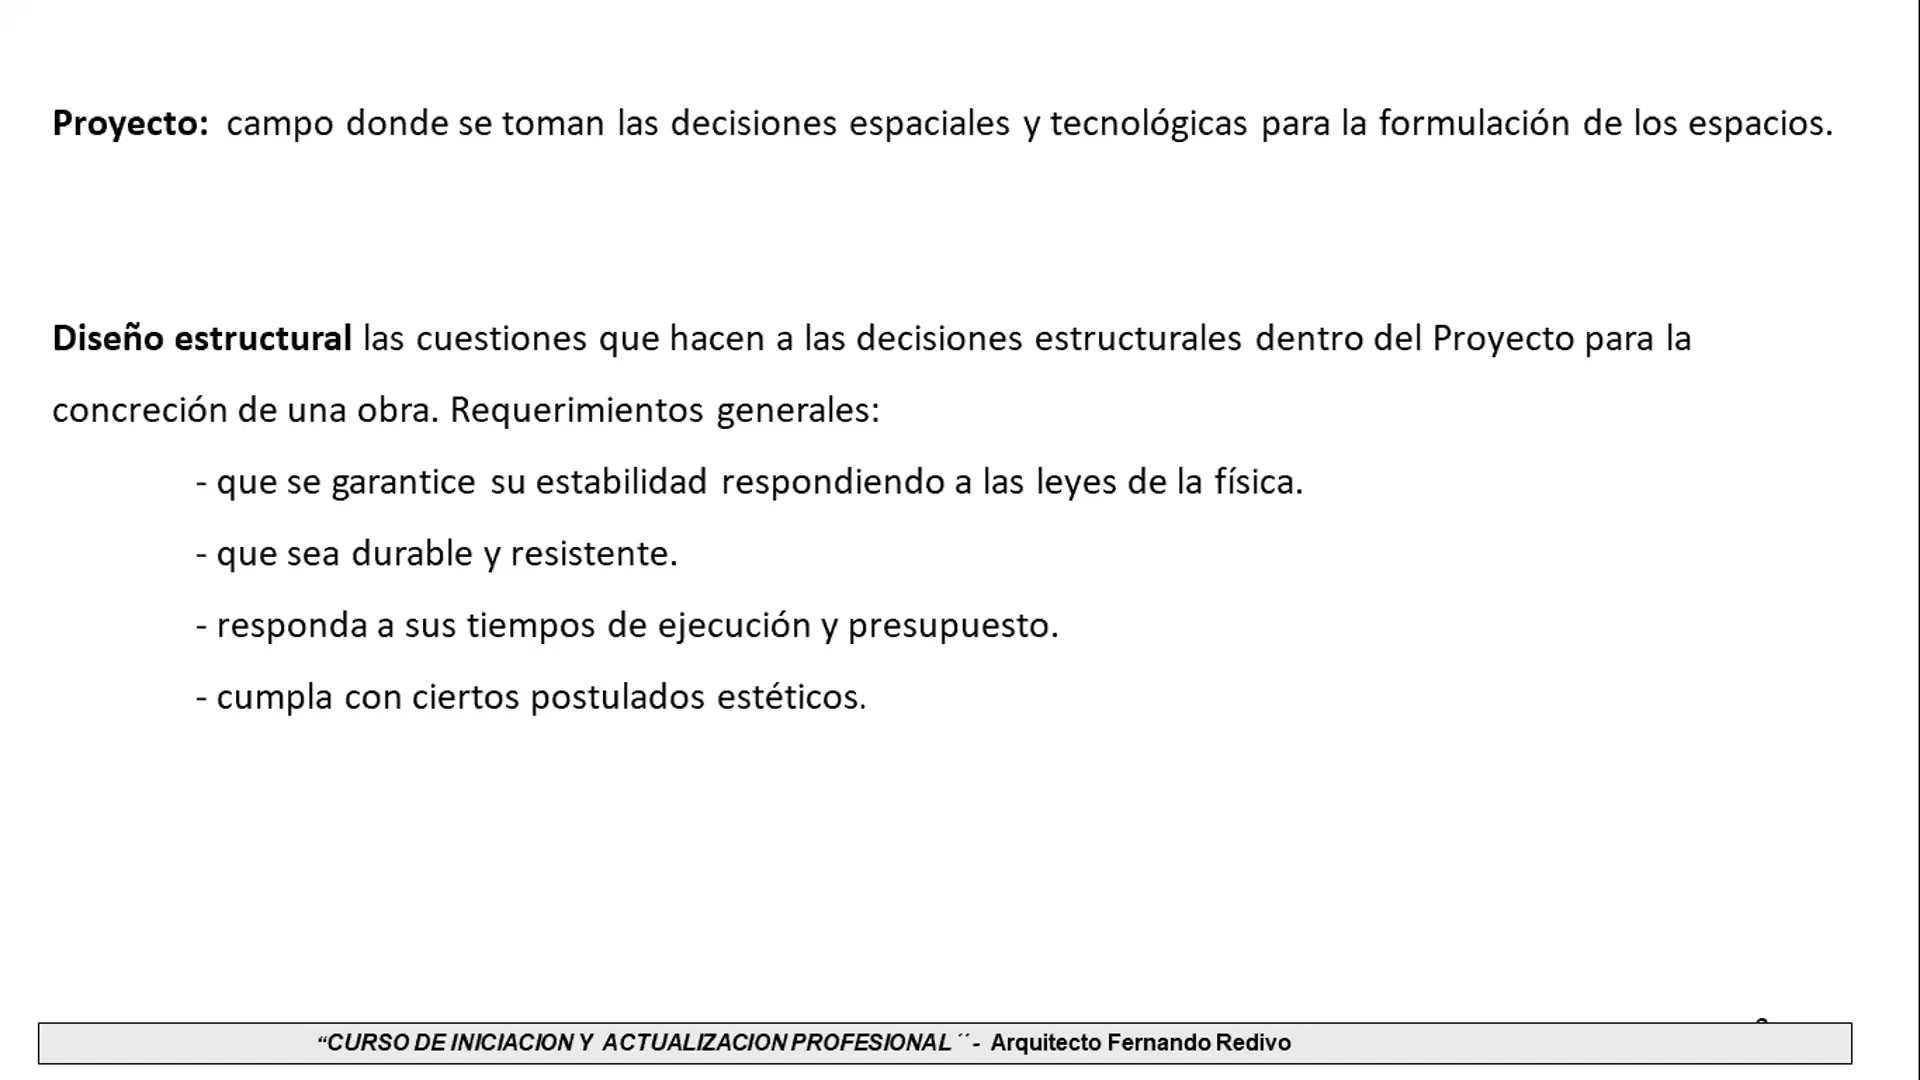 Proyecto: campo donde se toman las decisiones espaciales y tecnológicas para la formulación de los espacios.
Diseño estructural las cuestiones que hacen a las decisiones estructurales dentro del Proyecto para la
concreción de una obra. Requerimientos generales:
- que se garantice su estabilidad respondiendo a las leyes de la física.
- que sea durable y resistente.
- responda a sus tiempos de ejecución y presupuesto.
- cumpla con ciertos postulados estéticos.
“CURSO DE INICIACION Y ACTUALIZACION PROFESIONAL ´´ - Arquitecto Fernando Redivo